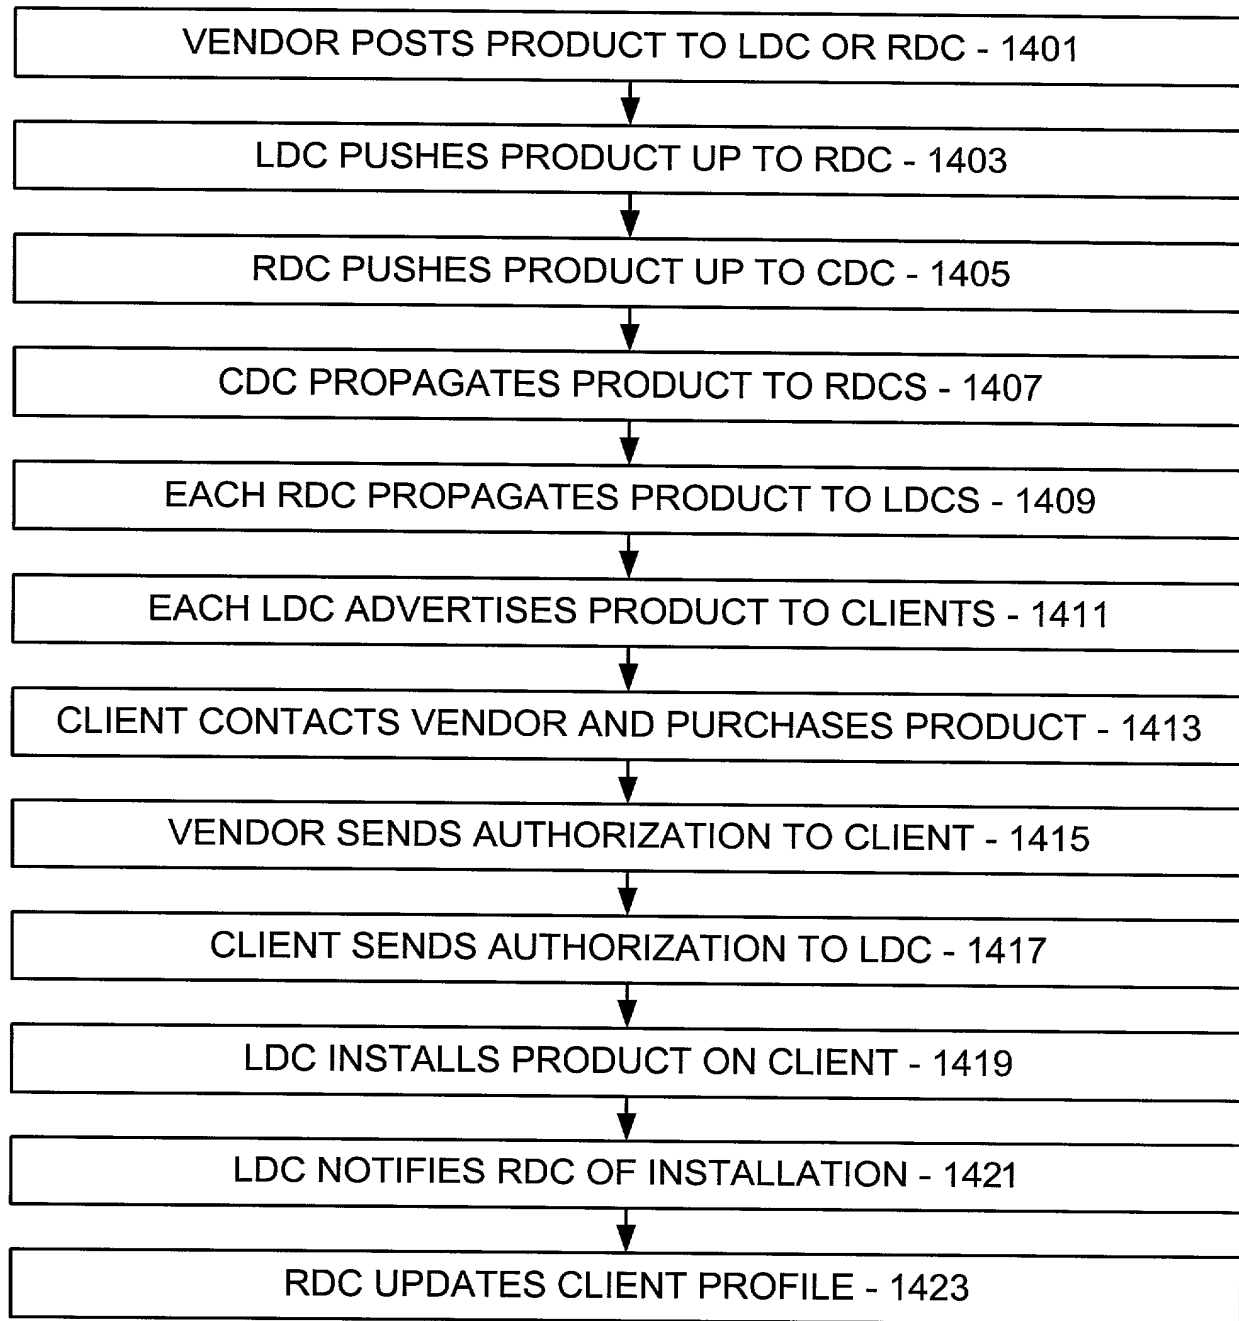 VENDOR POSTS PRODUCT TO LDC OR RDC - 1401
LDC PUSHES PRODUCT UP TO RDC - 1403
RDC PUSHES PRODUCT UP TO CDC - 1405
CDC PROPAGATES PRODUCT TO RDCS - 1407
EACH RDC PROPAGATES PRODUCT TO LDCS - 1409
EACH LDC ADVERTISES PRODUCT TO CLIENTS - 1411
CLIENT CONTACTS VENDOR AND PURCHASES PRODUCT - 1413
VENDOR SENDS AUTHORIZATION TO CLIENT - 1415
CLIENT SENDS AUTHORIZATION TO LDC - 1417
LDC INSTALLS PRODUCT ON CLIENT - 1419
LDC NOTIFIES RDC OF INSTALLATION - 1421
RDC UPDATES CLIENT PROFILE - 1423